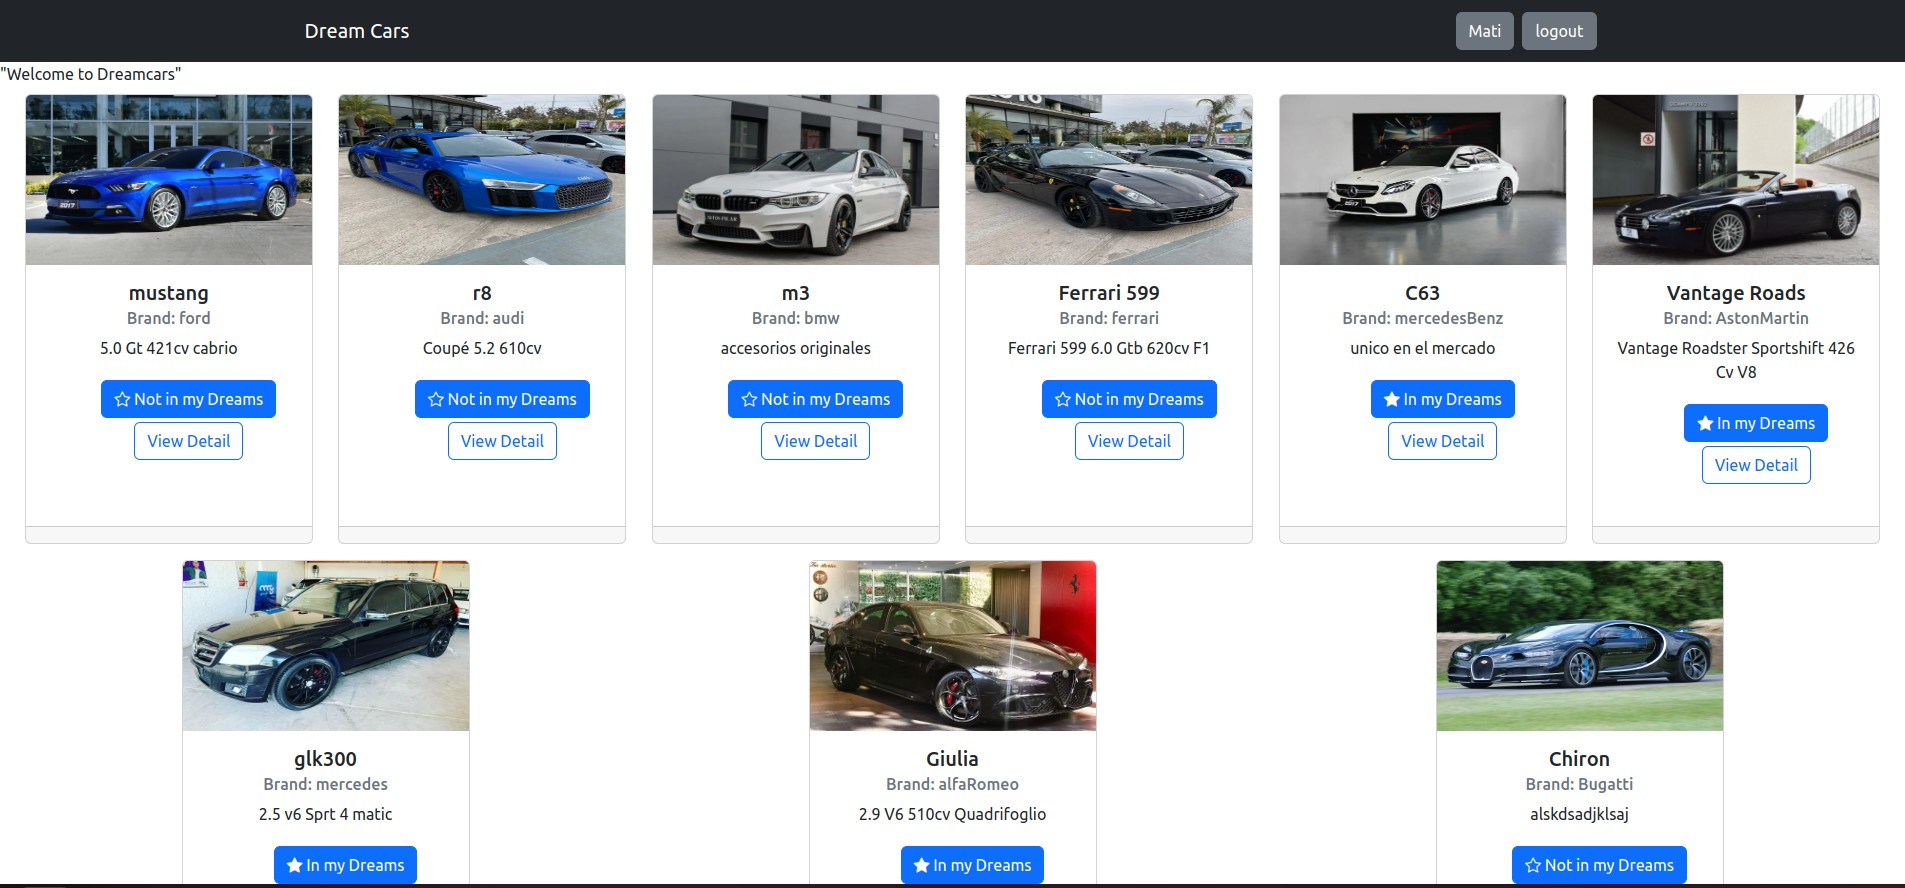 Dream Cars
Mati
logout
"Welcome to Dreamcars"
mustang
Brand: ford
5.0 Gt 421cv cabrio
Not in my Dreams
View Detail
r8
Brand: audi
Coupé 5.2 610cv
Not in my Dreams
View Detail
m3
Brand: bmw
accesorios originales
Not in my Dreams
View Detail
Ferrari 599
Brand: ferrari
Ferrari 599 6.0 Gtb 620cv F1
Not in my Dreams
View Detail
C63
Brand: mercedesBenz
unico en el mercado
In my Dreams
View Detail
Vantage Roads
Brand: AstonMartin
Vantage Roadster Sportshift 426
Cv V8
In my Dreams
View Detail
glk300
Brand: mercedes
2.5 v6 Sprt 4 matic
In my Dreams
Giulia
Brand: alfaRomeo
2.9 V6 510cv Quadrifoglio
In my Dreams
Chiron
Brand: Bugatti
alskdsadjklsaj
Not in my Dreams